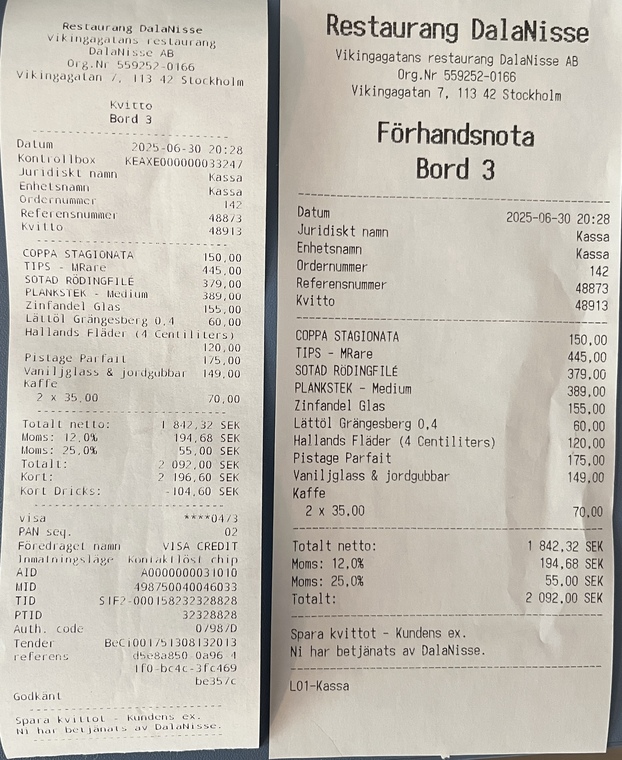 Restaurang DalaNisse
Vikingagatans restaurang
DalaNisse AB
Org.Nr 559252-0166
Vikingagatan 7, 113 42 Stockholm
Kvitto
Bord 3
Datum 2025-06-30 20:28
Kontrollbox KEAXE000000033247
Juridiskt namn Kassa
Enhetsnamn Kassa
Ordernummer 142
Referensnummer 48873
Kvitto 48913
COPPA STAGIONATA 150,00
TIPS - MRare 445,00
SOTAD RÖDINGFILÉ 379,00
PLANKSTEK - Medium 389,00
Zinfandel Glas 155,00
Lättöl Grängesberg 0,4 60,00
Hallands Fläder (4 Centiliters)
120,00
Pistage Parfait 175,00
Vaniljglass & jordgubbar 149,00
Kaffe
2 x 35,00 70,00
Totalt netto: 1 842,32 SEK
Moms: 12,0% 194,68 SEK
Moms: 25,0% 55,00 SEK
Totalt: 2 092,00 SEK
Kort: 2 196,60 SEK
Kort Dricks: -104,60 SEK
visa ****0473
PAN seq. 02
Föredraget namn VISA CREDIT
Inmatningsläge Kontaktlöst chip
AID A0000000031010
MID 498750040046033
TID S1F2-000158232328828
PTID 32328828
Auth. code 07987D
Tender BeCi001751308132013
referens d5e8a850-0a96-4
1f0-bc4c-3fc469
be357c
Godkänt
Spara kvittot - Kundens ex.
Ni har betjänats av DalaNisse.
Restaurang DalaNisse
Vikingagatans restaurang DalaNisse AB
Org.Nr 559252-0166
Vikingagatan 7, 113 42 Stockholm
Förhandsnota
Bord 3
Datum 2025-06-30 20:28
Juridiskt namn Kassa
Enhetsnamn Kassa
Ordernummer 142
Referensnummer 48873
Kvitto 48913
COPPA STAGIONATA 150,00
TIPS - MRare 445,00
SOTAD RÖDINGFILÉ 379,00
PLANKSTEK - Medium 389,00
Zinfandel Glas 155,00
Lättöl Grängesberg 0,4 60,00
Hallands Fläder (4 Centiliters) 120,00
Pistage Parfait 175,00
Vaniljglass & jordgubbar 149,00
Kaffe
2 x 35,00 70,00
Totalt netto: 1 842,32 SEK
Moms: 12,0% 194,68 SEK
Moms: 25,0% 55,00 SEK
Totalt: 2 092,00 SEK
Spara kvittot - Kundens ex.
Ni har betjänats av DalaNisse.
L01-Kassa